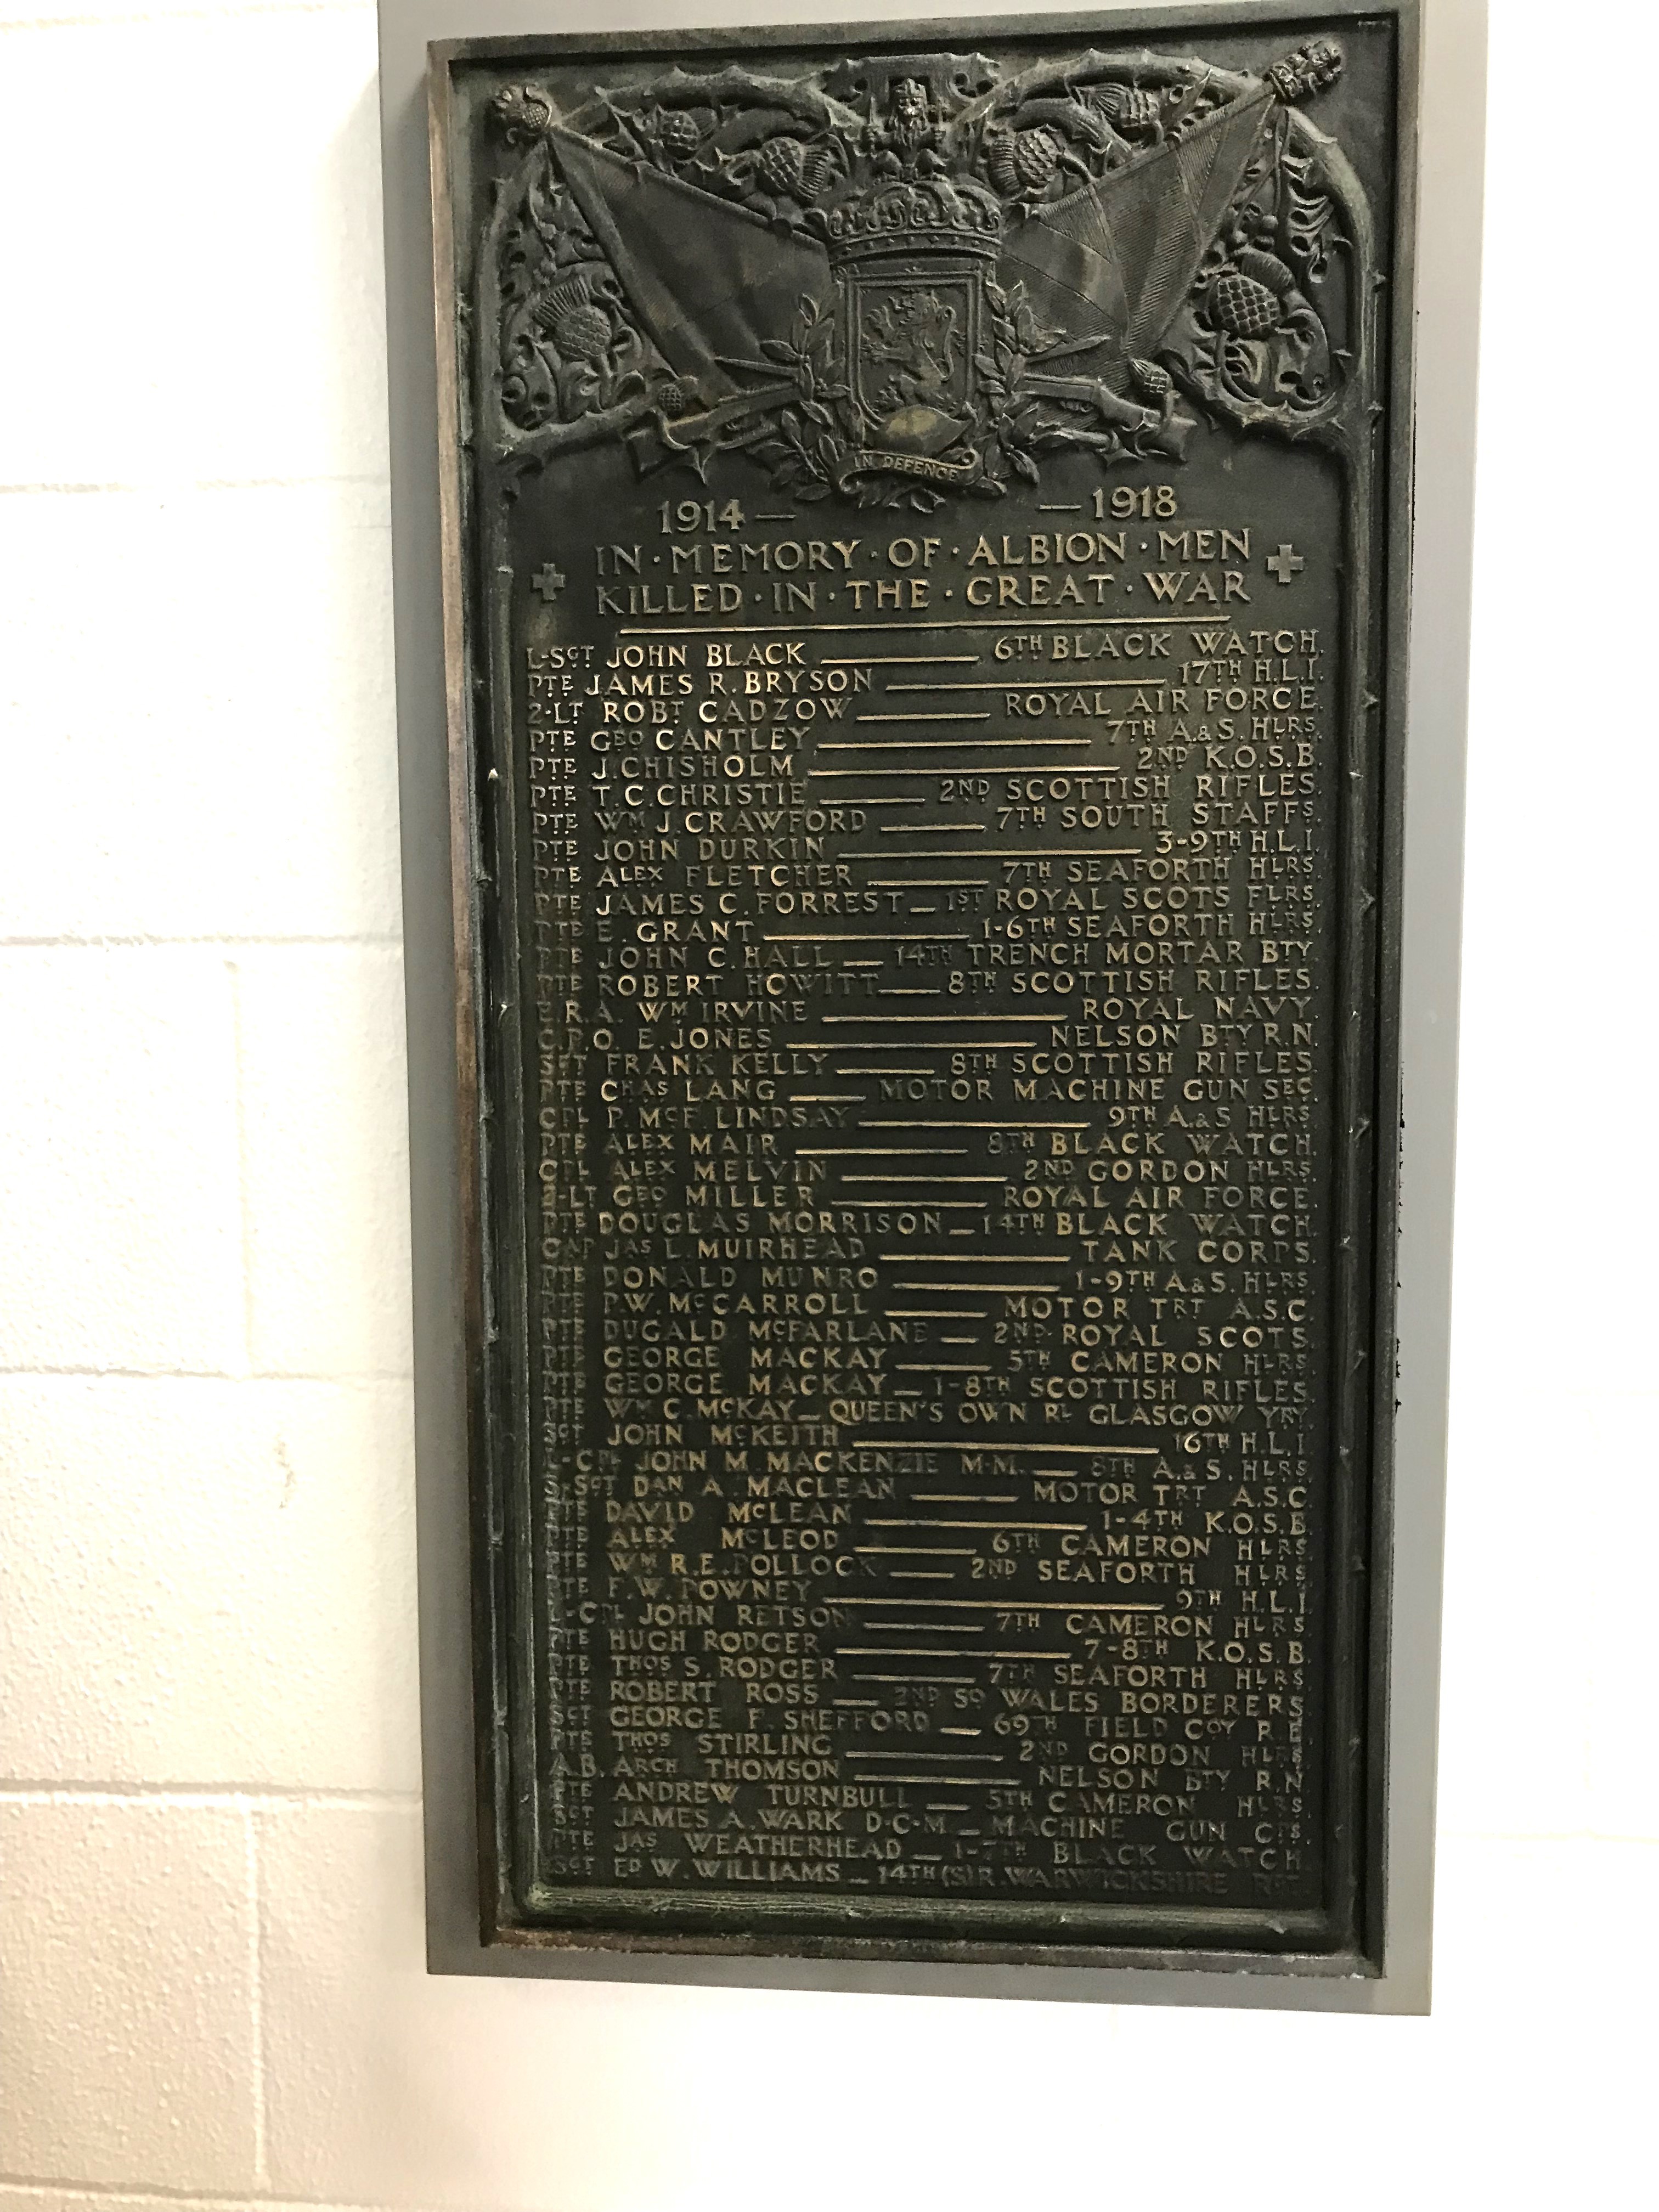 IN DEFENCE
1914 — — 1918
IN · MEMORY · OF · ALBION · MEN
KILLED · IN · THE · GREAT · WAR
L-SGT JOHN BLACK — 6TH BLACK WATCH.
PTE JAMES R. BRYSON — 17TH H.L.I.
2-LT ROBT CADZOW — ROYAL AIR FORCE.
PTE GEO CANTLEY — 7TH A.&S. HLRS.
PTE J. CHISHOLM — 2ND K.O.S.B.
PTE T. C. CHRISTIE — 2ND SCOTTISH RIFLES.
PTE WM J. CRAWFORD — 7TH SOUTH STAFFS.
PTE JOHN DURKIN — 3-9TH H.L.I.
PTE ALEX FLETCHER — 7TH SEAFORTH HLRS.
PTE JAMES C. FORREST — 1ST ROYAL SCOTS FLRS.
PTE E. GRANT — 1-6TH SEAFORTH HLRS.
PTE JOHN C. HALL — 14TH TRENCH MORTAR BTY.
PTE ROBERT HOWITT — 8TH SCOTTISH RIFLES.
E.R.A. WM IRVINE — ROYAL NAVY.
C.P.O. E. JONES — NELSON BTY R.N.
SGT FRANK KELLY — 8TH SCOTTISH RIFLES.
PTE CHAS LANG — MOTOR MACHINE GUN SEC.
CPL P. MCF. LINDSAY — 9TH A.&S HLRS.
PTE ALEX MAIR — 8TH BLACK WATCH.
CPL ALEX MELVIN — 2ND GORDON HLRS.
2-LT GEO MILLER — ROYAL AIR FORCE.
PTE DOUGLAS MORRISON — 14TH BLACK WATCH.
CAP JAS L. MUIRHEAD — TANK CORPS.
PTE DONALD MUNRO — 1-9TH A.&S. HLRS.
PTE P.W. MCCARROLL — MOTOR TRT A.S.C.
PTE DUGALD MCFARLANE — 2ND ROYAL SCOTS.
PTE GEORGE MACKAY — 5TH CAMERON HLRS.
PTE GEORGE MACKAY — 1-8TH SCOTTISH RIFLES.
PTE WM C. MCKAY — QUEEN'S OWN RL GLASGOW YRY.
SGT JOHN MCKEITH — 16TH H.L.I.
L-CPL JOHN M. MACKENZIE M·M. — 8TH A.&S. HLRS.
S-SGT DAN A. MACLEAN — MOTOR TRT A.S.C.
PTE DAVID MCLEAN — 1-4TH K.O.S.B.
PTE ALEX MCLEOD — 6TH CAMERON HLRS.
PTE WM R.E. POLLOCK — 2ND SEAFORTH HLRS
PTE F.W. POWNEY — 9TH H.L.I.
L-CPL JOHN RETSON — 7TH CAMERON HLRS.
PTE HUGH RODGER — 7-8TH K.O.S.B.
PTE THOS S. RODGER — 7TH SEAFORTH HLRS.
PTE ROBERT ROSS — 2ND SO WALES BORDERERS.
SGT GEORGE F. SHEFFORD — 69TH FIELD COY R.E.
PTE THOS STIRLING — 2ND GORDON HLRS.
A.B. ARCH THOMSON — NELSON BTY R.N.
PTE ANDREW TURNBULL — 5TH CAMERON HLRS.
SGT JAMES A. WARK D·C·M — MACHINE GUN CPS.
PTE JAS WEATHERHEAD — 1-7TH BLACK WATCH.
SGT ED W. WILLIAMS — 14TH (S) R. WARWICKSHIRE RGT.